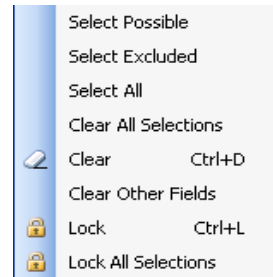 Select Possible
Select Excluded
Select All
Clear All Selections
Clear Ctrl+D
Clear Other Fields
Lock Ctrl+L
Lock All Selections